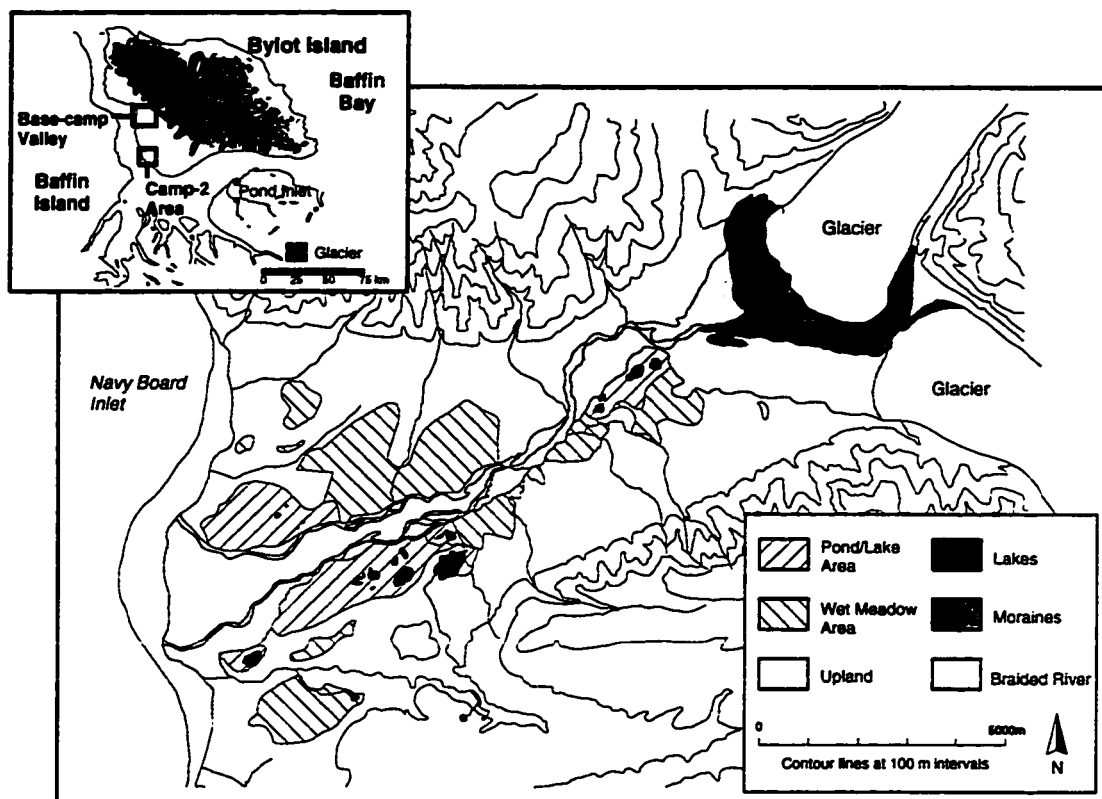 Bylot Island
Baffin
Bay
Base-camp
Valley
Baffin
Island
Camp-2
Area
Pond Inlet
Glacier
0 25 50 75 km
Glacier
Navy Board
Inlet
Glacier
Pond/Lake
Area
Lakes
Wet Meadow
Area
Moraines
Upland
Braided River
0 5000m
Contour lines at 100 m intervals
N